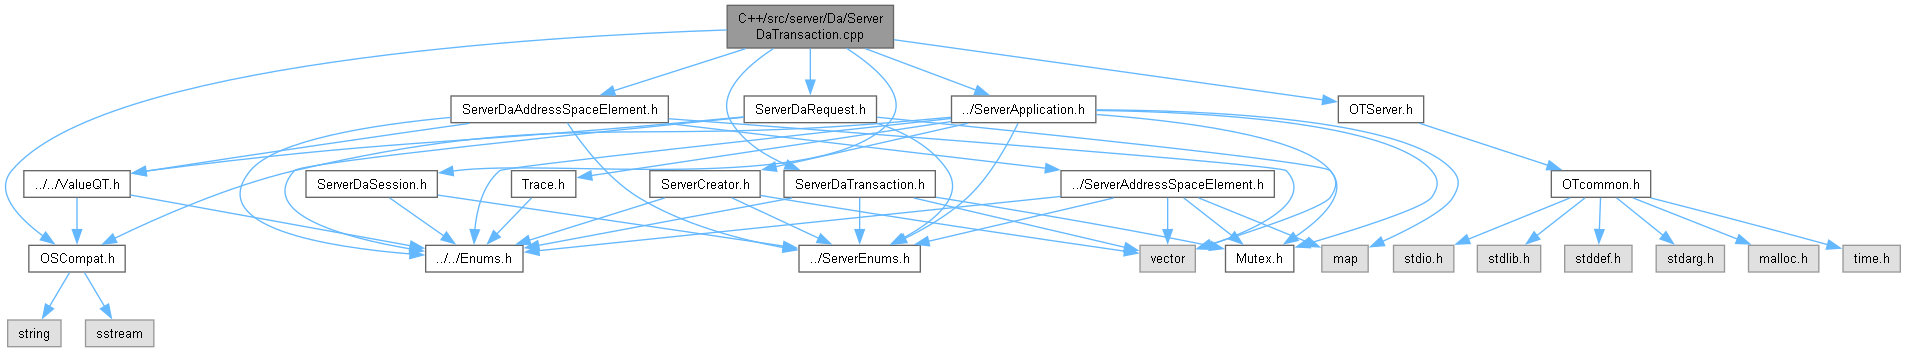 C++/src/server/Da/Server
DaTransaction.cpp
ServerDaAddressSpaceElement.h
ServerDaRequest.h
../ServerApplication.h
OTServer.h
../../ValueQT.h
ServerDaSession.h
Trace.h
ServerCreator.h
ServerDaTransaction.h
../ServerAddressSpaceElement.h
OTcommon.h
OSCompat.h
../../Enums.h
../ServerEnums.h
vector
Mutex.h
map
stdio.h
stdlib.h
stddef.h
stdarg.h
malloc.h
time.h
string
sstream